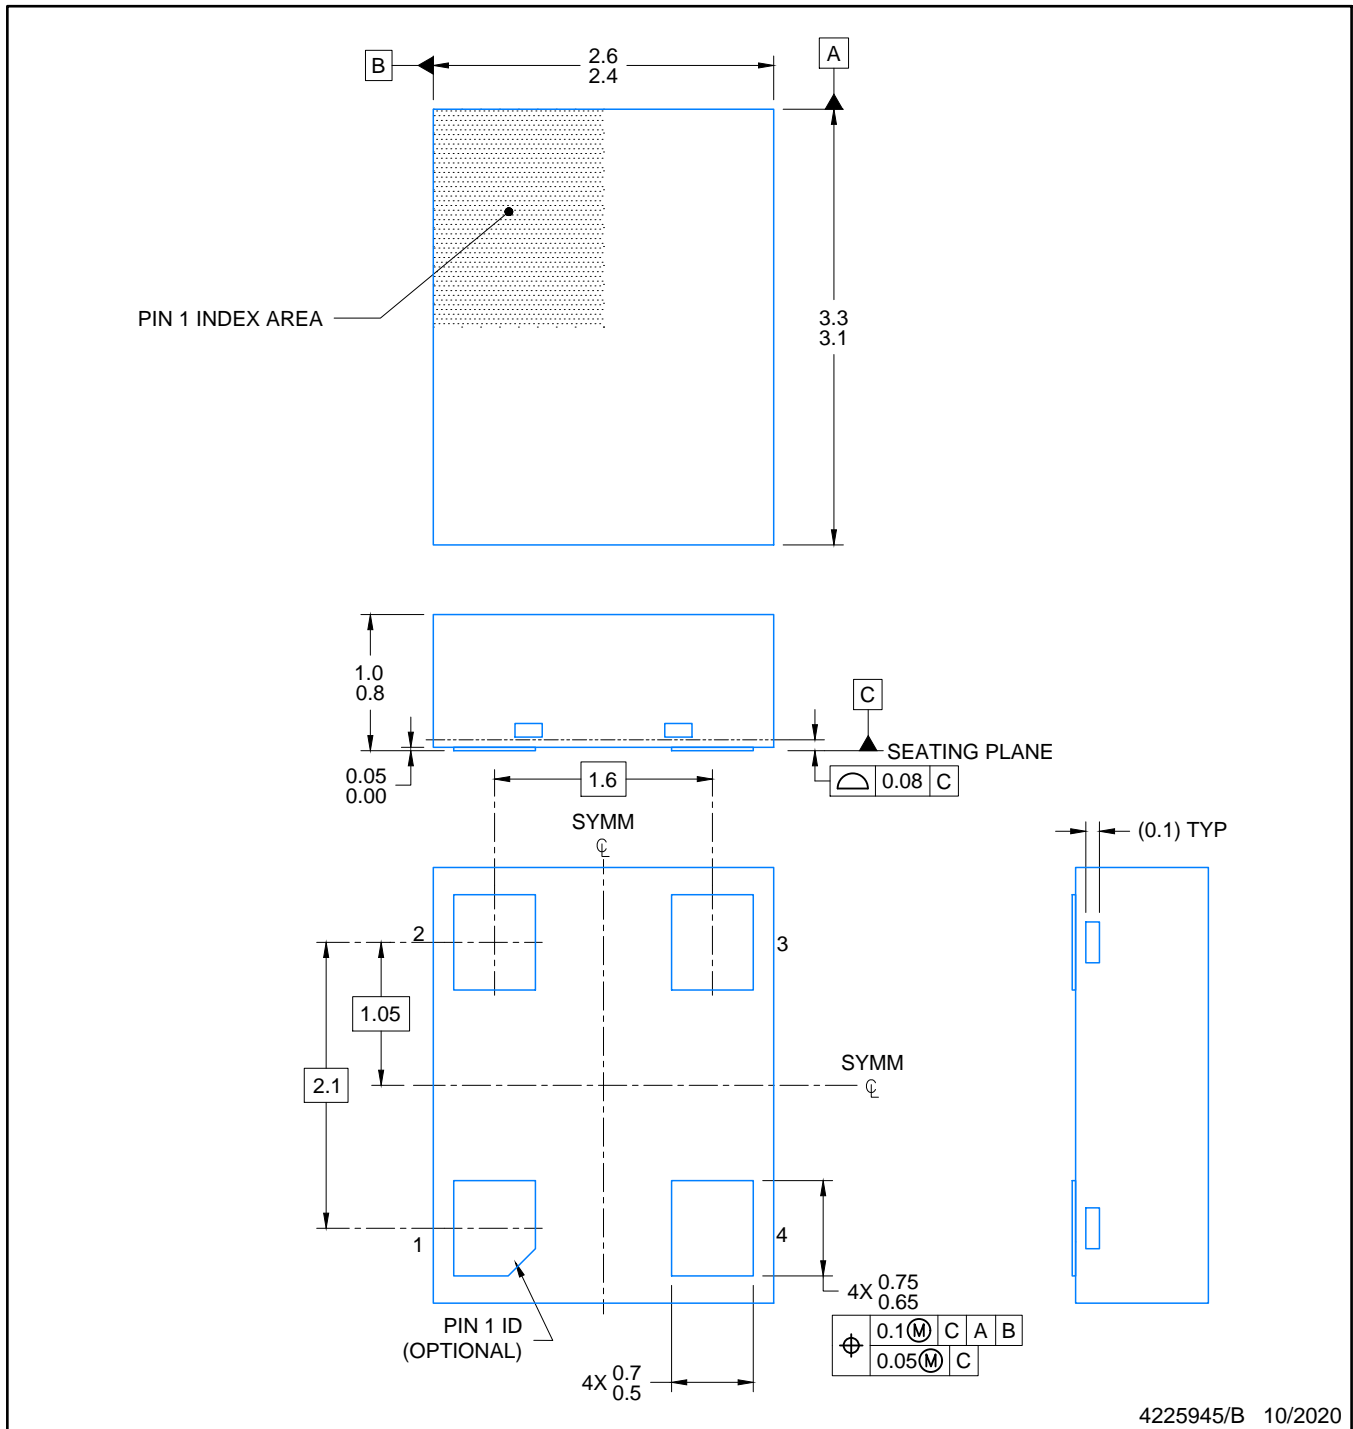 B
2.6
2.4
A
PIN 1 INDEX AREA
3.3
3.1
1.0
0.8
C
SEATING PLANE
0.05
0.00
1.6
0.08 C
SYMM
℄
(0.1) TYP
2
3
1.05
SYMM
℄
2.1
1
4
4X 0.75
0.65
PIN 1 ID
(OPTIONAL)
0.1Ⓜ C A B
0.05Ⓜ C
4X 0.7
0.5
4225945/B 10/2020